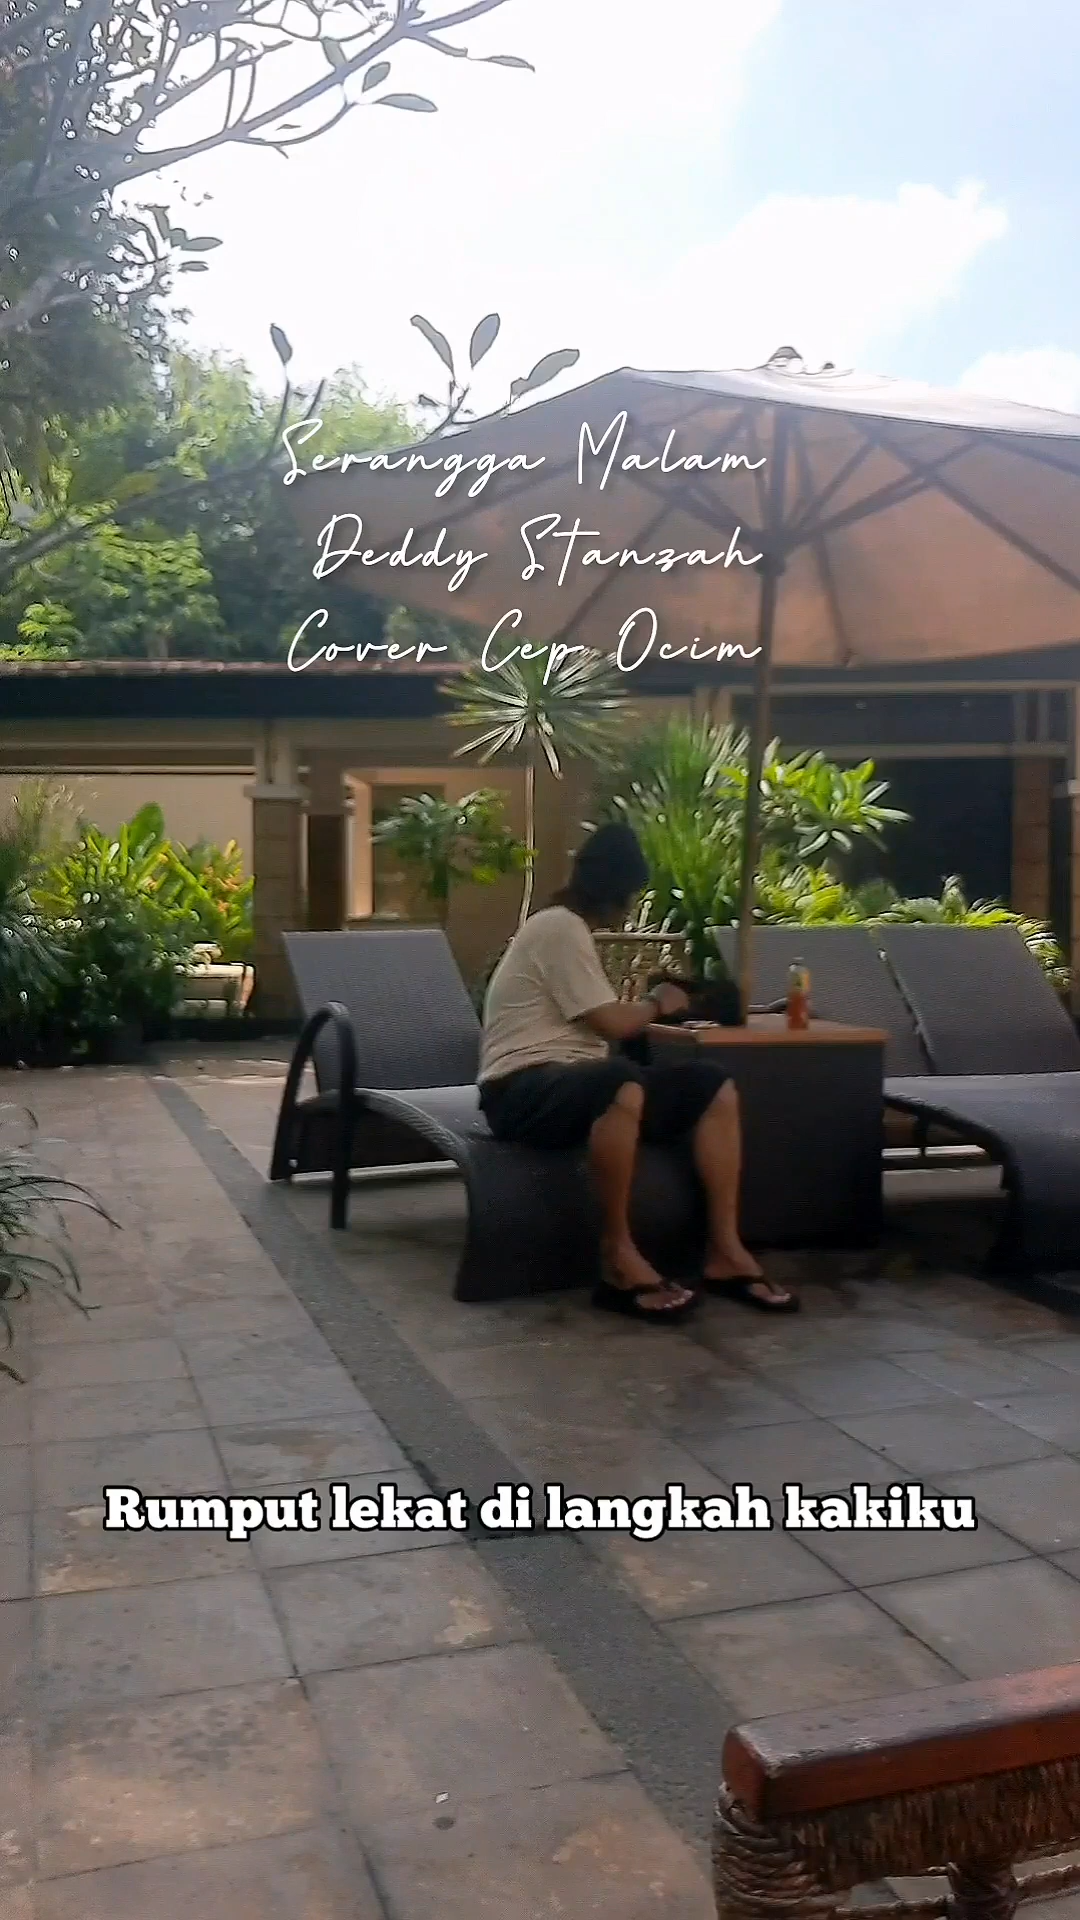 Serangga Malam
Deddy Stanzah
Cover Cep Ocim
Rumput lekat di langkah kakiku